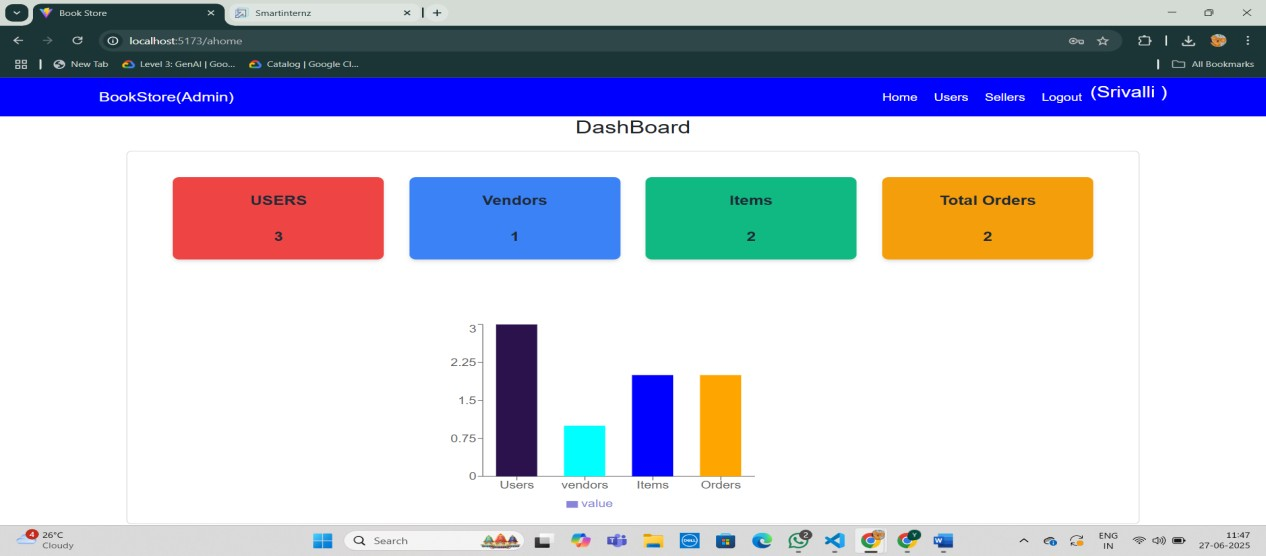 Book Store
Smartinternz
localhost:5173/ahome
New Tab
Level 3: GenAI | Goo...
Catalog | Google Cl...
All Bookmarks
BookStore(Admin)
Home Users Sellers Logout (Srivalli )
DashBoard
USERS
3
Vendors
1
Items
2
Total Orders
2
3
2.25
1.5
0.75
0
Users vendors Items Orders
value
4
26°C
Cloudy
Search
DELL
2
Y
W
ENG
IN
11:47
27-06-2025